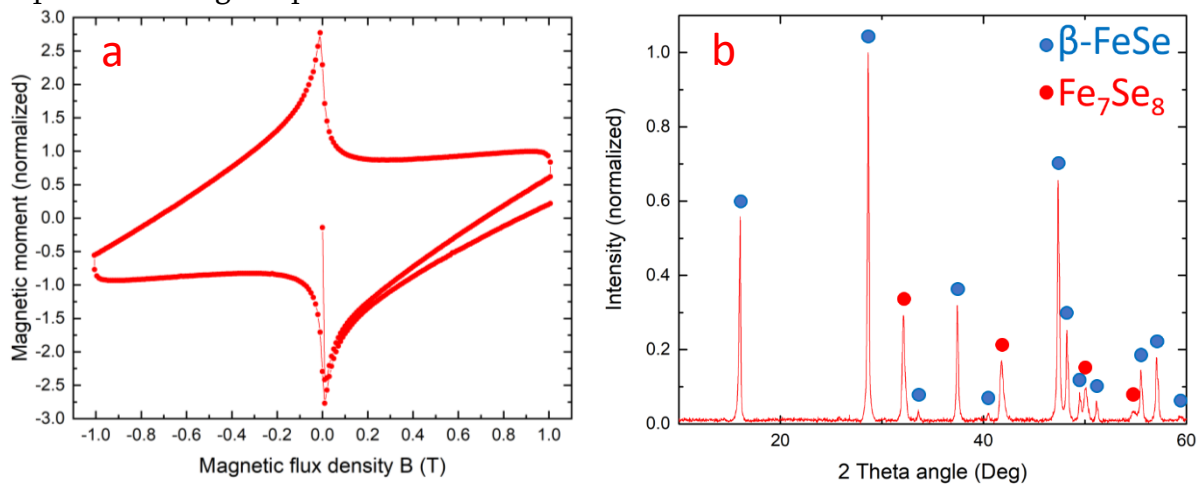 a
3.0
2.5
2.0
1.5
1.0
0.5
0.0
-0.5
-1.0
-1.5
-2.0
-2.5
-3.0
Magnetic moment (normalized)
-1.0 -0.8 -0.6 -0.4 -0.2 0.0 0.2 0.4 0.6 0.8 1.0
Magnetic flux density B (T)
b
β-FeSe
Fe₇Se₈
1.0
0.8
0.6
0.4
0.2
0.0
Intensity (normalized)
20 40 60
2 Theta angle (Deg)